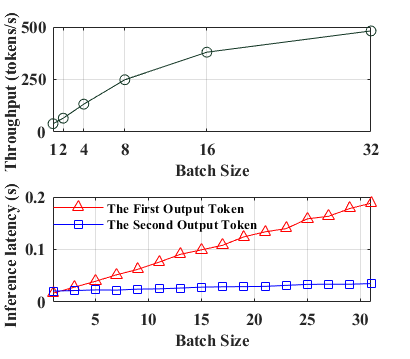 Throughput (tokens/s)
500
250
0
1 2 4 8 16 32
Batch Size
Inference latency (s)
0.2
The First Output Token
The Second Output Token
0.1
0
5 10 15 20 25 30
Batch Size